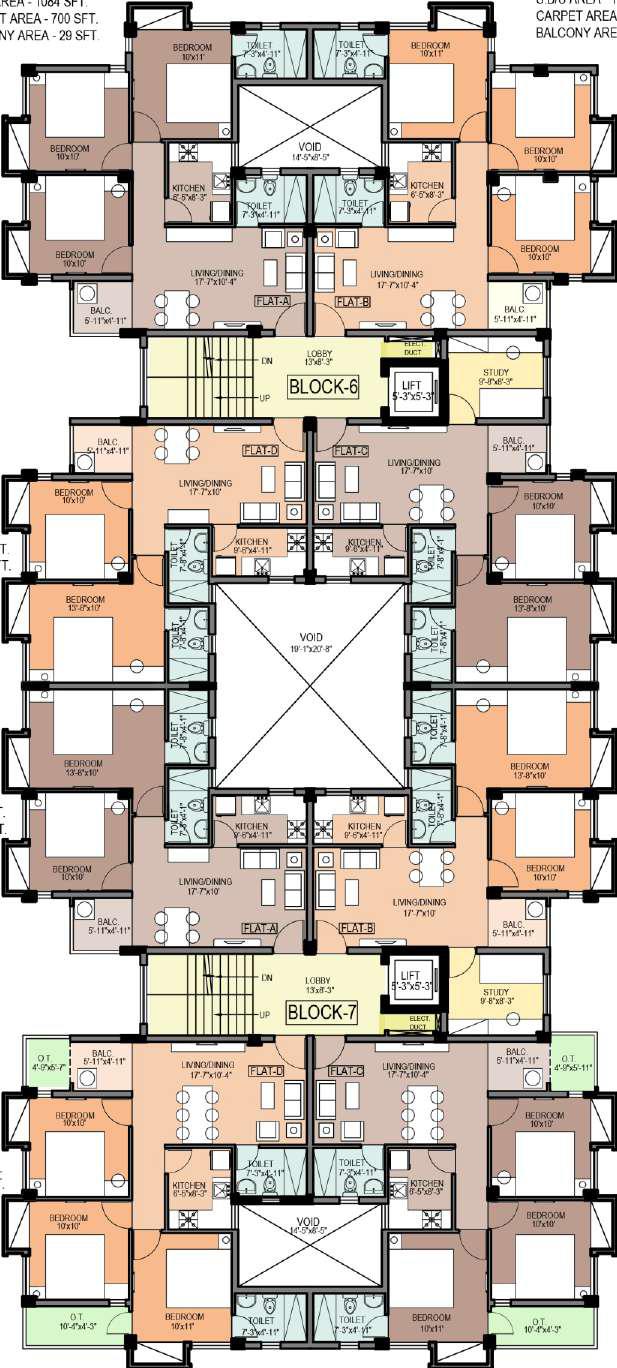 AREA - 1084 SFT.
T AREA - 700 SFT.
NY AREA - 29 SFT.
CARPET AREA
BALCONY ARE
BEDROOM
10'x11'
TOILET
7'-3"x4'-11"
TOILET
7'-3"x4'-11"
BEDROOM
10'x11'
VOID
14'-5"x6'-5"
BEDROOM
10'x10'
BEDROOM
10'x10'
KITCHEN
6'-5"x8'-3"
TOILET
7'-3"x4'-11"
TOILET
7'-3"x4'-11"
KITCHEN
6'-5"x8'-3"
BEDROOM
10'x10'
BEDROOM
10'x10'
LIVING/DINING
17'-7"x10'-4"
LIVING/DINING
17'-7"x10'-4"
FLAT-A
FLAT-B
BALC.
5'-11"x4'-11"
BALC.
5'-11"x4'-11"
DN
UP
LOBBY
13'x8'-3"
ELECT.
DUCT
BLOCK-6
LIFT
5'-3"x5'-3"
STUDY
9'-8"x8'-3"
BALC.
5'-11"x4'-11"
FLAT-D
FLAT-C
BALC.
5'-11"x4'-11"
LIVING/DINING
17'-7"x10'
LIVING/DINING
17'-7"x10'
BEDROOM
10'x10'
BEDROOM
10'x10'
KITCHEN
9'-6"x4'-11"
KITCHEN
9'-6"x4'-11"
TOILET
7'-8"x4'-1"
TOILET
7'-8"x4'-1"
T.
FT.
BEDROOM
13'-8"x10'
BEDROOM
13'-8"x10'
TOILET
7'-8"x4'-1"
TOILET
7'-8"x4'-1"
VOID
19'-1"x20'-8"
TOILET
7'-8"x4'-1"
TOILET
7'-8"x4'-1"
BEDROOM
13'-8"x10'
BEDROOM
13'-8"x10'
TOILET
7'-8"x4'-1"
TOILET
7'-8"x4'-1"
T.
T.
KITCHEN
9'-6"x4'-11"
KITCHEN
9'-6"x4'-11"
BEDROOM
10'x10'
BEDROOM
10'x10'
LIVING/DINING
17'-7"x10'
LIVING/DINING
17'-7"x10'
BALC.
5'-11"x4'-11"
FLAT-A
FLAT-B
BALC.
5'-11"x4'-11"
DN
UP
LOBBY
13'x8'-3"
LIFT
5'-3"x5'-3"
STUDY
9'-8"x8'-3"
BLOCK-7
ELECT.
DUCT
O.T.
4'-9"x5'-7"
BALC.
5'-11"x4'-11"
LIVING/DINING
17'-7"x10'-4"
FLAT-D
FLAT-C
LIVING/DINING
17'-7"x10'-4"
BALC.
5'-11"x4'-11"
O.T.
4'-9"x5'-11"
BEDROOM
10'x10'
BEDROOM
10'x10'
KITCHEN
6'-5"x8'-3"
TOILET
7'-3"x4'-11"
TOILET
7'-3"x4'-11"
KITCHEN
6'-5"x8'-3"
BEDROOM
10'x10'
BEDROOM
10'x10'
VOID
14'-5"x6'-5"
O.T.
10'-4"x4'-3"
BEDROOM
10'x11'
TOILET
7'-3"x4'-11"
TOILET
7'-3"x4'-11"
BEDROOM
10'x11'
O.T.
10'-4"x4'-3"